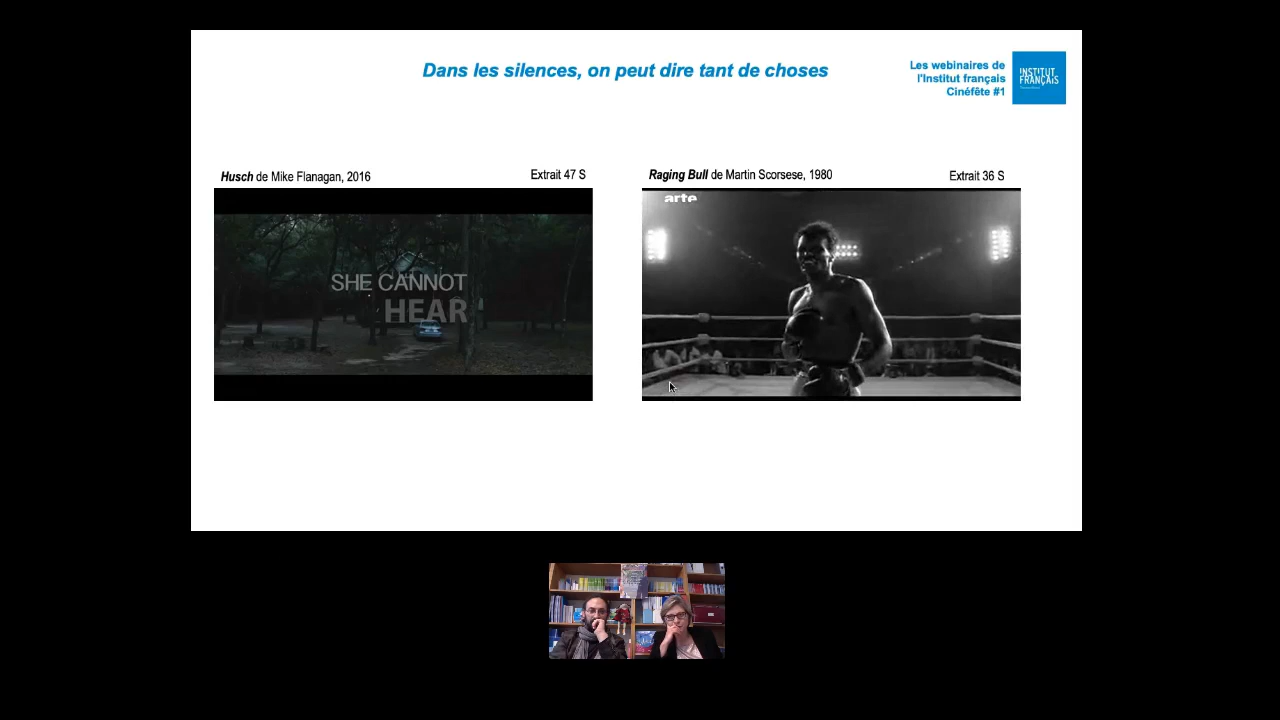 Dans les silences, on peut dire tant de choses
Les webinaires de
l'Institut français
Cinéfête #1
INSTITUT
FRANÇAIS
Husch de Mike Flanagan, 2016
Extrait 47 S
Raging Bull de Martin Scorsese, 1980
Extrait 36 S
arte
SHE CANNOT
HEAR